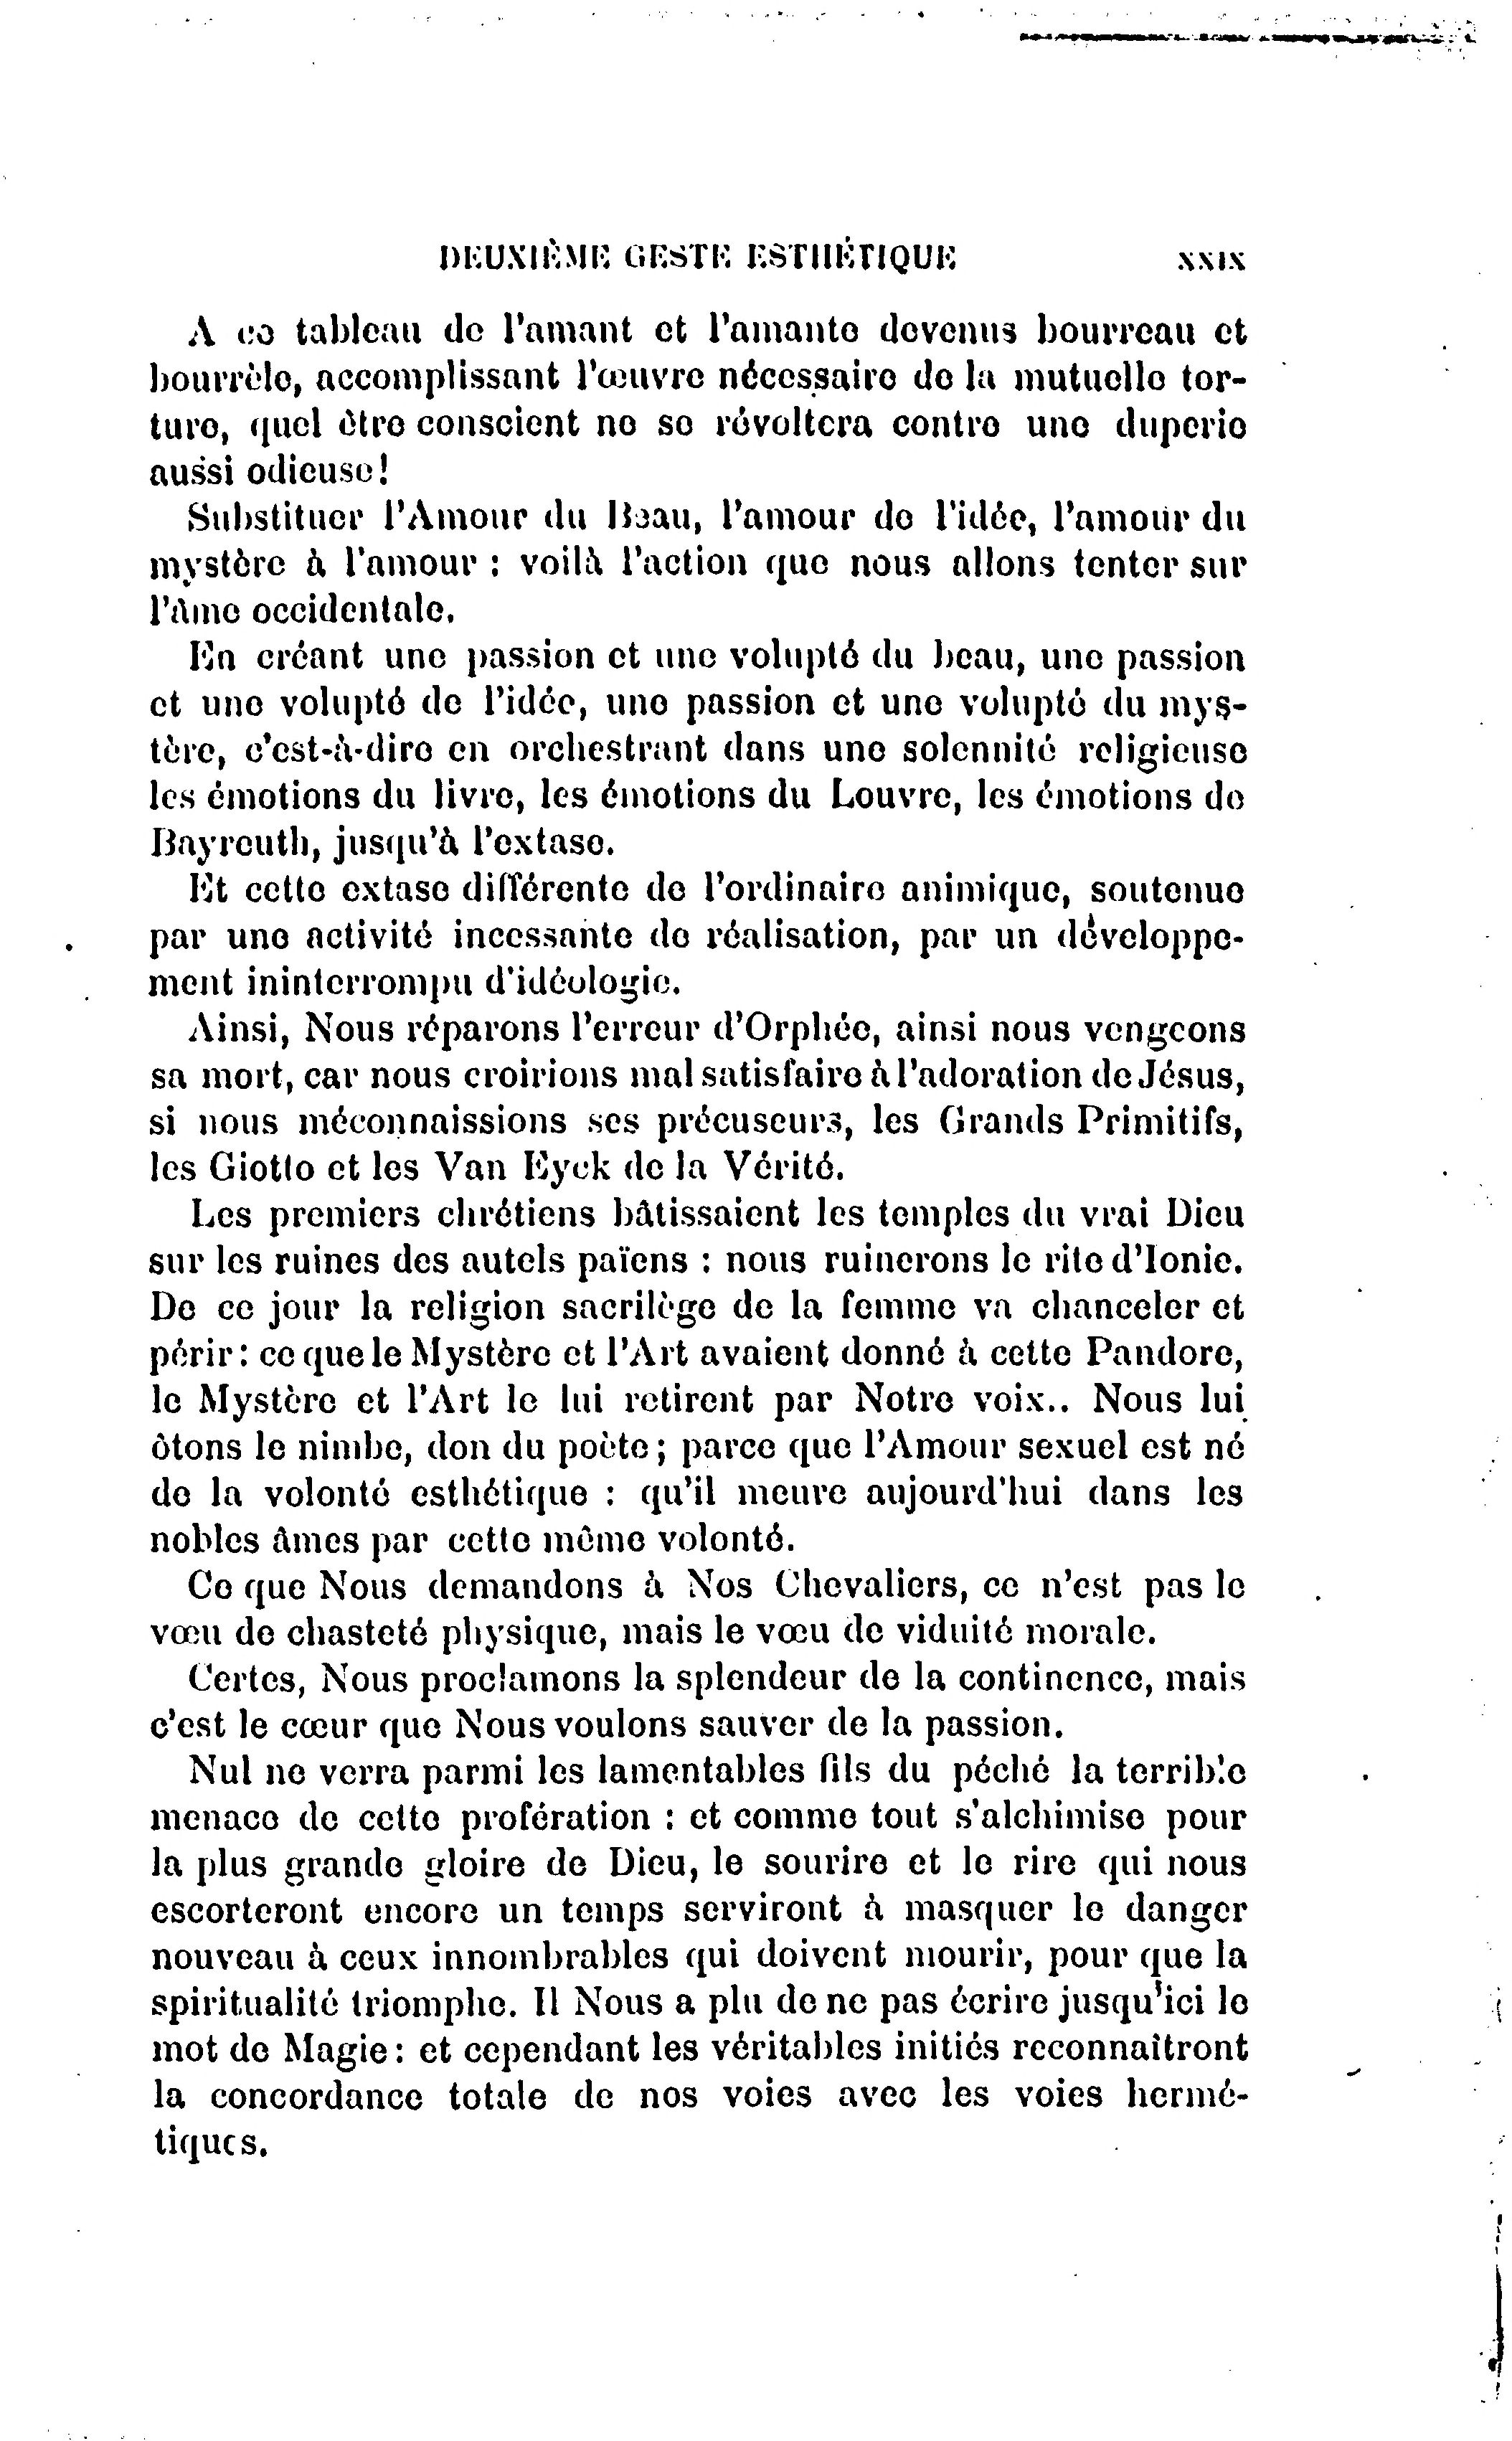 DEUXIÈME GESTE ESTHÉTIQUE XXIX
A ce tableau de l'amant et l'amante devenus bourreau et
bourrèle, accomplissant l'œuvre nécessaire de la mutuelle tor-
ture, quel être conscient ne se révoltera contre une duperie
aussi odieuse!
Substituer l'Amour du Beau, l'amour de l'idée, l'amour du
mystère à l'amour : voilà l'action que nous allons tenter sur
l'âme occidentale.
En créant une passion et une volupté du beau, une passion
et une volupté de l'idée, une passion et une volupté du mys-
tère, c'est-à-dire en orchestrant dans une solennité religieuse
les émotions du livre, les émotions du Louvre, les émotions de
Bayreuth, jusqu'à l'extase.
Et cette extase différente de l'ordinaire animique, soutenue
par une activité incessante de réalisation, par un développe-
ment ininterrompu d'idéologie.
Ainsi, Nous réparons l'erreur d'Orphée, ainsi nous vengeons
sa mort, car nous croirions mal satisfaire à l'adoration de Jésus,
si nous méconnaissions ses précuseurs, les Grands Primitifs,
les Giotto et les Van Eyck de la Vérité.
Les premiers chrétiens bâtissaient les temples du vrai Dieu
sur les ruines des autels païens : nous ruinerons le rite d'Ionie.
De ce jour la religion sacrilège de la femme va chanceler et
périr : ce que le Mystère et l'Art avaient donné à cette Pandore,
le Mystère et l'Art le lui retirent par Notre voix.. Nous lui
ôtons le nimbe, don du poète ; parce que l'Amour sexuel est né
de la volonté esthétique : qu'il meure aujourd'hui dans les
nobles âmes par cette même volonté.
Ce que Nous demandons à Nos Chevaliers, ce n'est pas le
vœu de chasteté physique, mais le vœu de viduité morale.
Certes, Nous proclamons la splendeur de la continence, mais
c'est le cœur que Nous voulons sauver de la passion.
Nul ne verra parmi les lamentables fils du péché la terrible
menace de cette profération : et comme tout s'alchimise pour
la plus grande gloire de Dieu, le sourire et le rire qui nous
escorteront encore un temps serviront à masquer le danger
nouveau à ceux innombrables qui doivent mourir, pour que la
spiritualité triomphe. Il Nous a plu de ne pas écrire jusqu'ici le
mot de Magie : et cependant les véritables initiés reconnaîtront
la concordance totale de nos voies avec les voies hermé-
tiques.